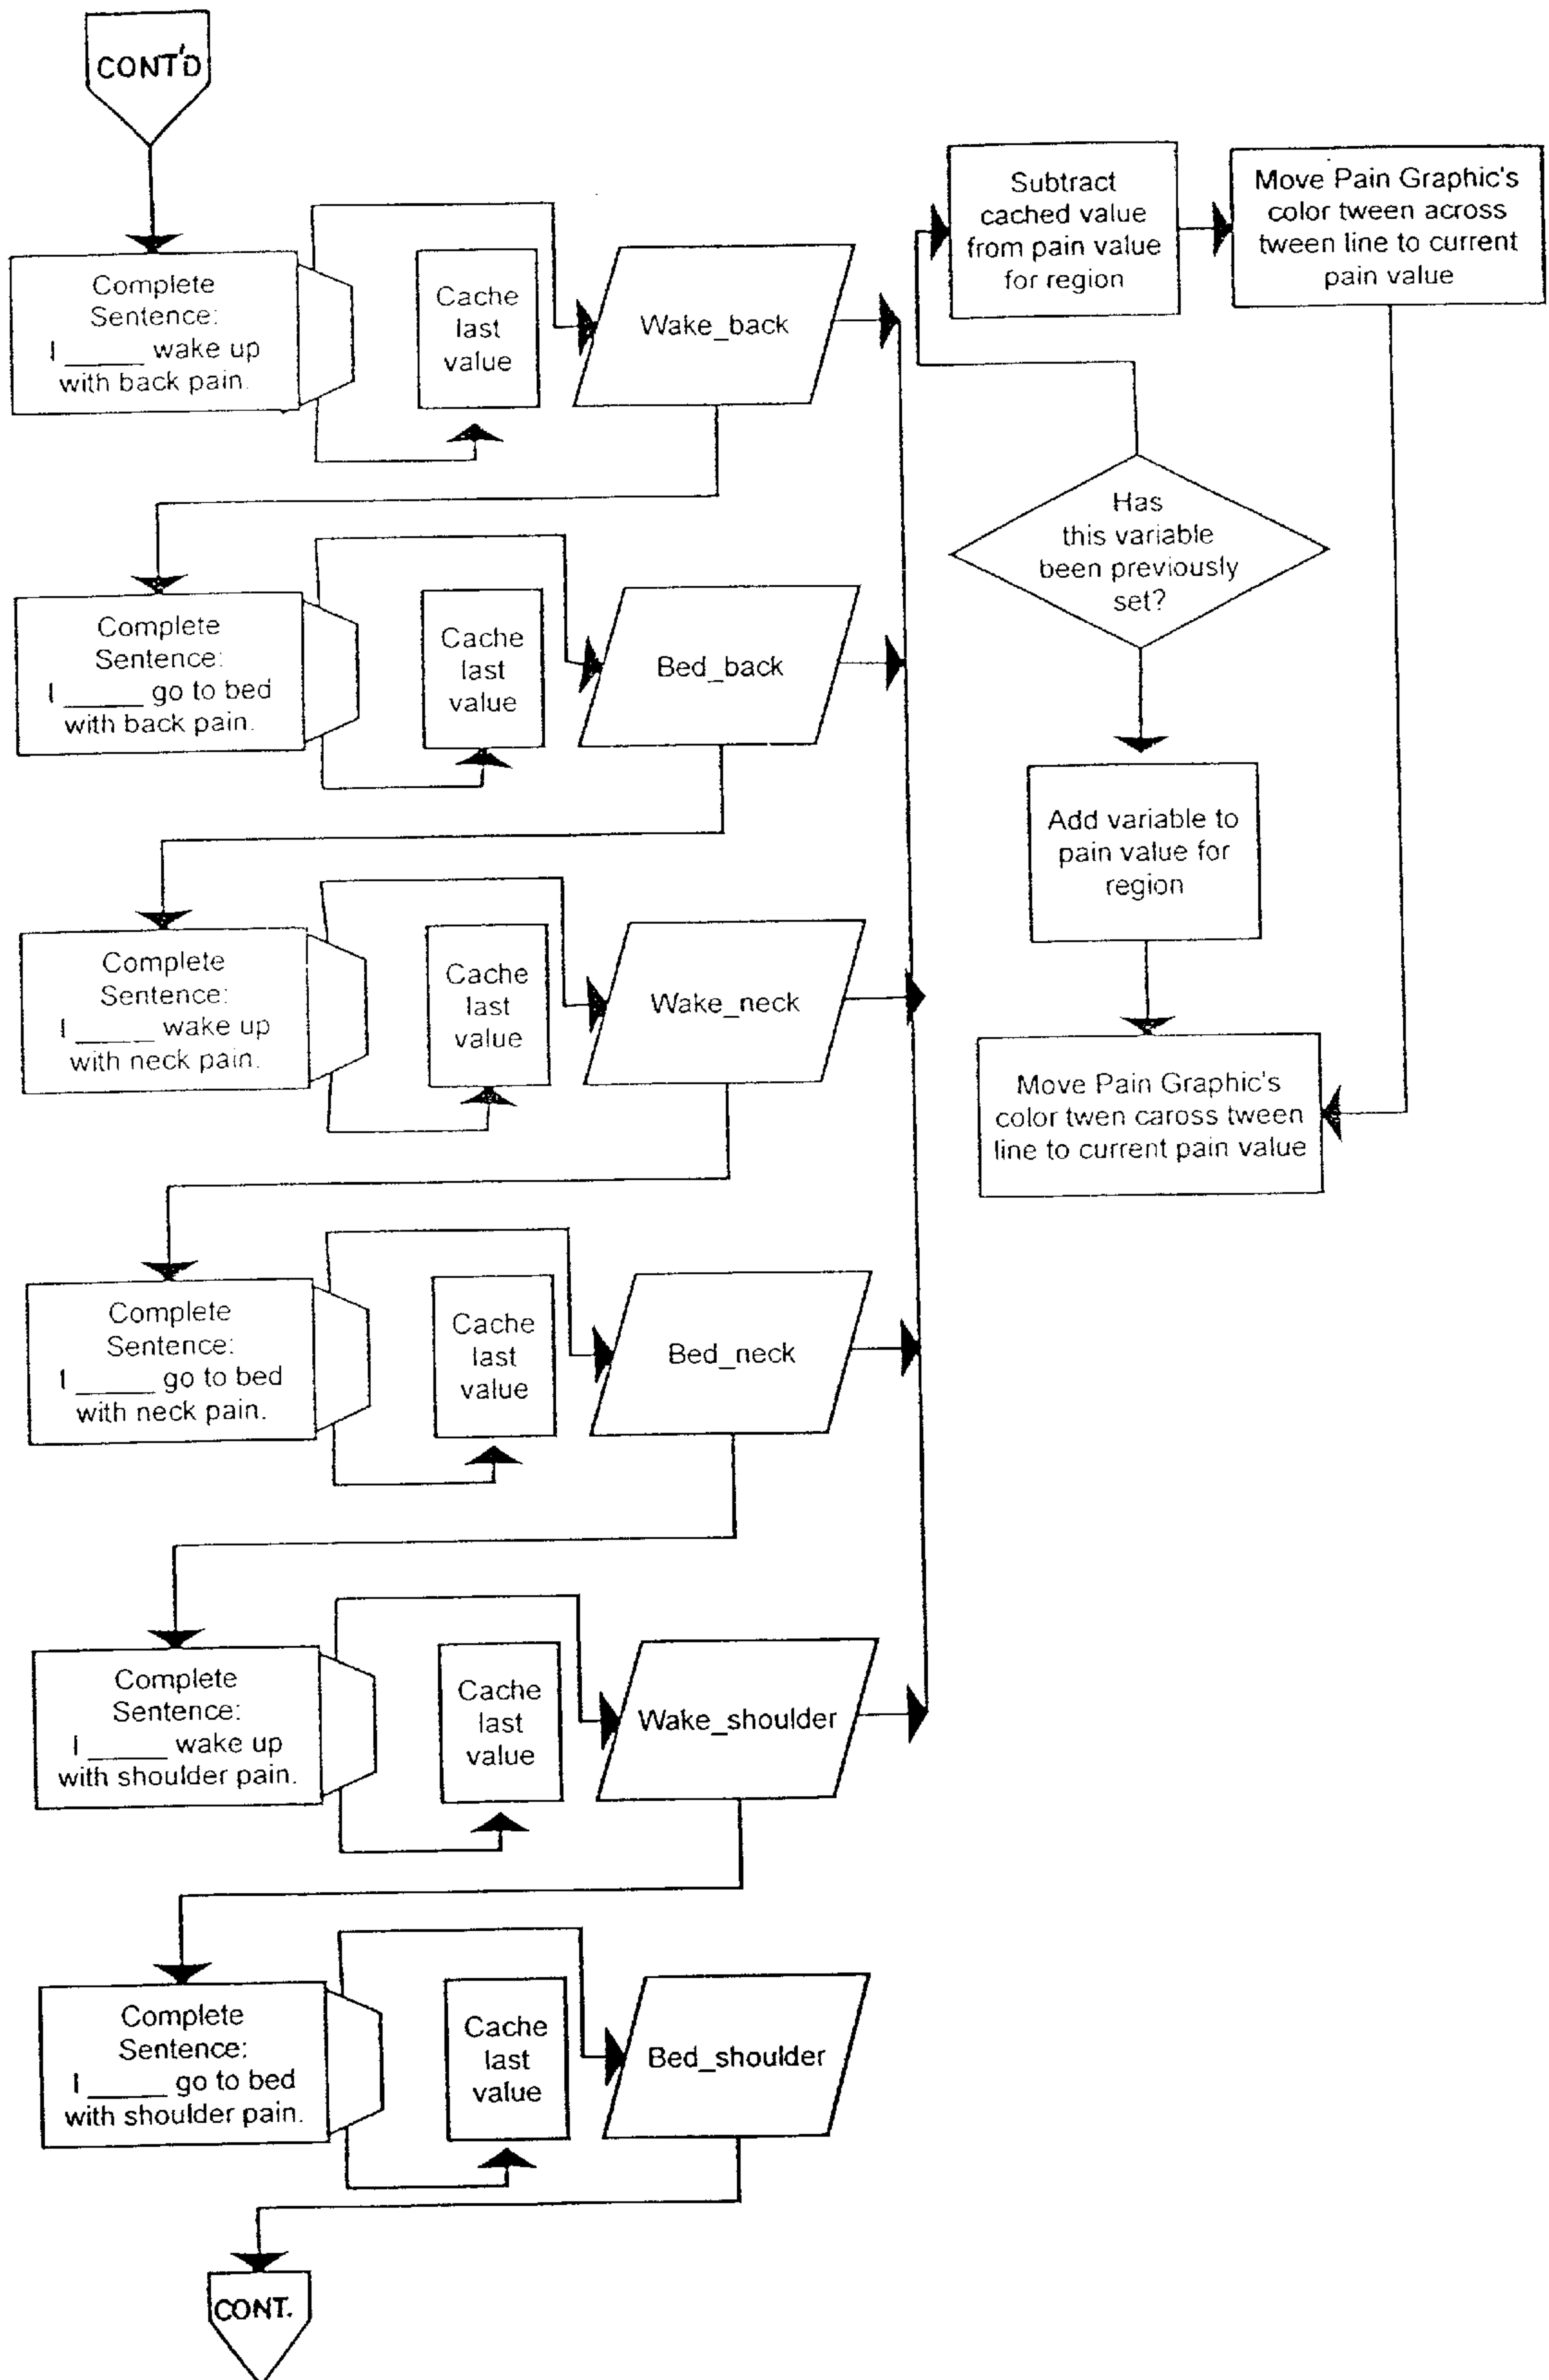 CONT'D
Complete
Sentence:
I _____ wake up
with back pain.
Cache
last
value
Wake_back
Subtract
cached value
from pain value
for region
Move Pain Graphic's
color tween across
tween line to current
pain value
Has
this variable
been previously
set?
Complete
Sentence:
I _____ go to bed
with back pain.
Cache
last
value
Bed_back
Add variable to
pain value for
region
Complete
Sentence:
I _____ wake up
with neck pain.
Cache
last
value
Wake_neck
Move Pain Graphic's
color twen caross tween
line to current pain value
Complete
Sentence:
I _____ go to bed
with neck pain.
Cache
last
value
Bed_neck
Complete
Sentence:
I _____ wake up
with shoulder pain.
Cache
last
value
Wake_shoulder
Complete
Sentence:
I _____ go to bed
with shoulder pain.
Cache
last
value
Bed_shoulder
CONT.